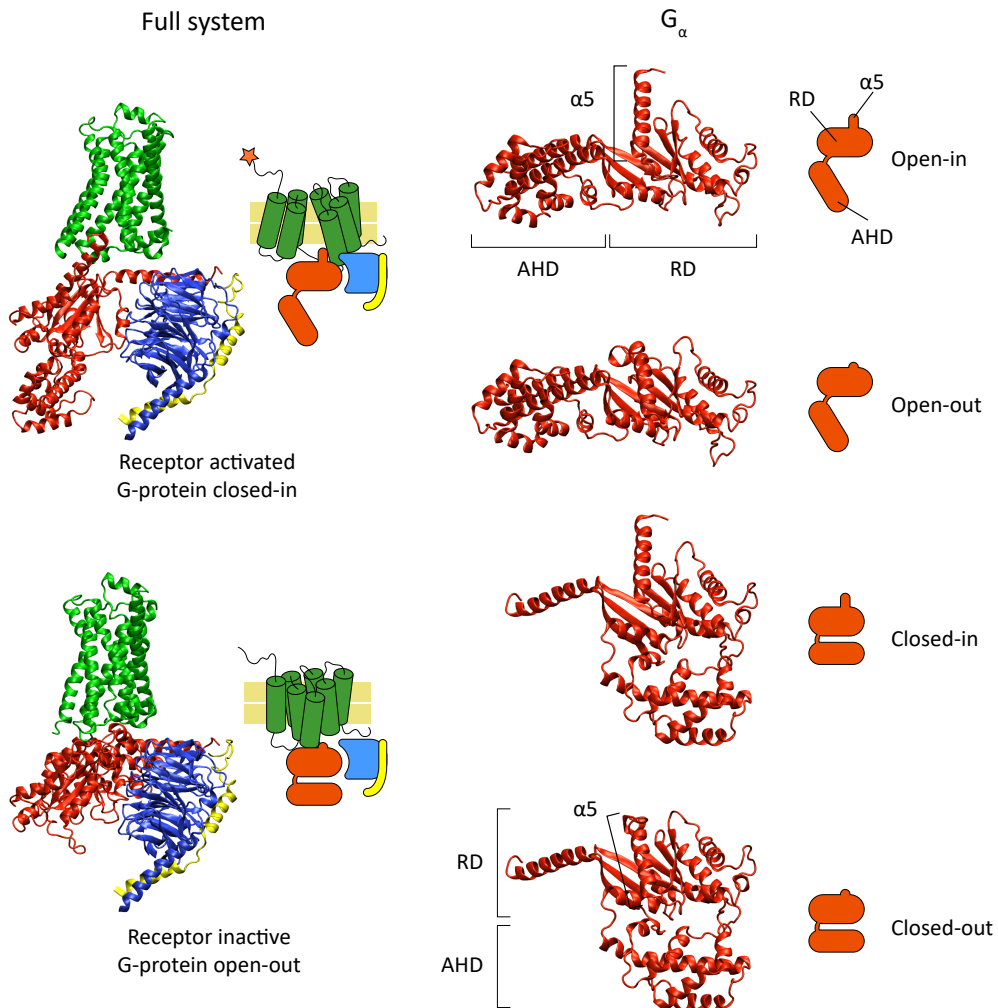 Full system
Gα
α5
AHD
RD
RD
α5
AHD
Open-in
Receptor activated
G-protein closed-in
Open-out
Closed-in
Receptor inactive
G-protein open-out
α5
RD
AHD
Closed-out